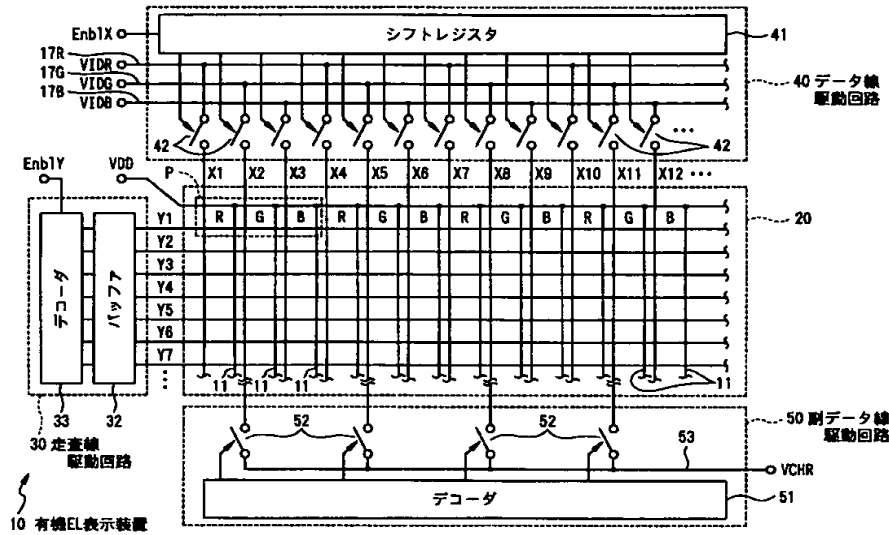 EnblX
シフトレジスタ
41
17R
VIDR
17G
VIDG
17B
VIDB
40 データ線
駆動回路
42
...
42
EnblY
VDD
P
X1 X2 X3 X4 X5 X6 X7 X8 X9 X10 X11 X12 ...
R G B R G B R G B R G B
20
Y1
Y2
Y3
Y4
Y5
Y6
Y7
デコーダ
バッファ
11 11 11 11
33 32
30 走査線
駆動回路
52 52
50 副データ線
駆動回路
53
VCHR
デコーダ
51
10 有機EL表示装置